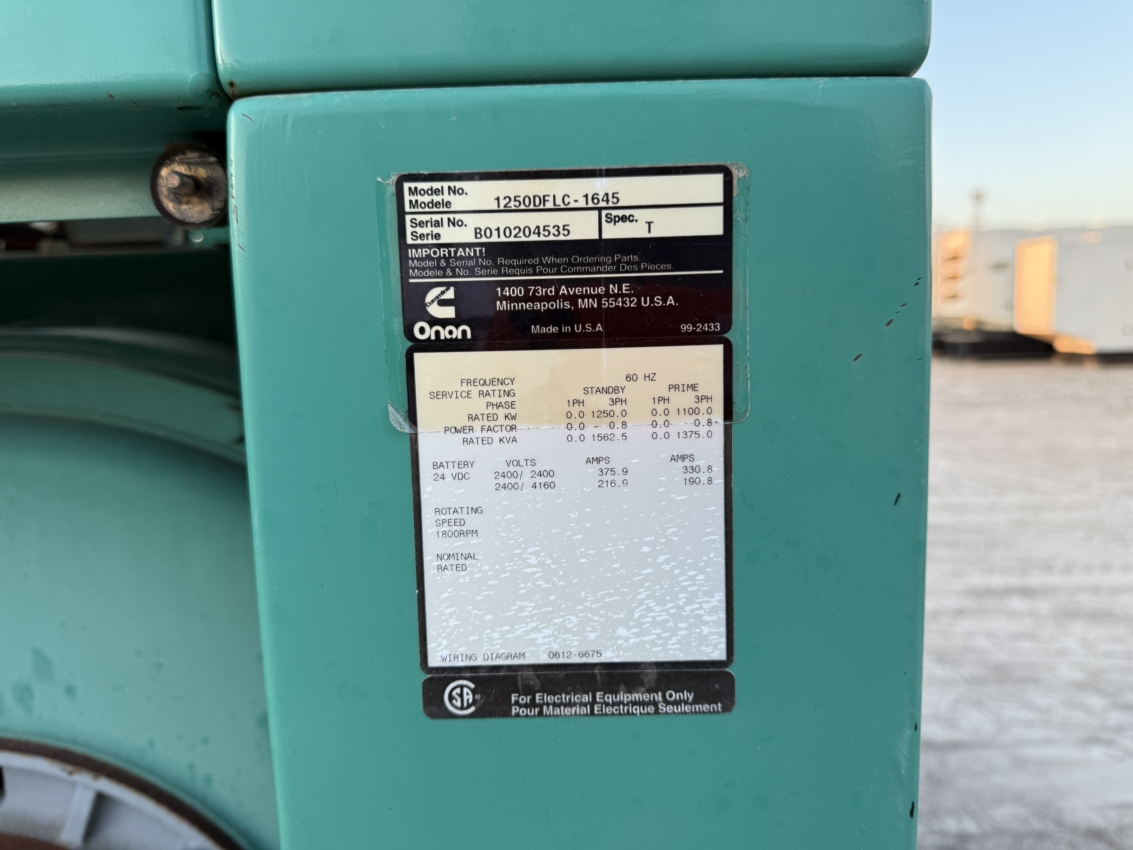 Model No.
Modele 1250DFLC-1645
Serial No. Spec.
Serie B010204535 T
IMPORTANT!
Model & Serial No. Required When Ordering Parts.
Modele & No. Serie Requis Pour Commander Des Pieces.
1400 73rd Avenue N.E.
Minneapolis, MN 55432 U.S.A.
Onan Made in U.S.A 99-2433
FREQUENCY 60 HZ
SERVICE RATING STANDBY PRIME
PHASE 1PH 3PH 1PH 3PH
RATED KW 0.0 1250.0 0.0 1100.0
POWER FACTOR 0.0 0.8 0.0 0.8
RATED KVA 0.0 1562.5 0.0 1375.0
BATTERY VOLTS AMPS AMPS
24 VDC 2400/ 2400 375.9 330.8
2400/ 4160 216.9 190.8
ROTATING
SPEED
1800RPM
NOMINAL
RATED
WIRING DIAGRAM 0612-6675
SA For Electrical Equipment Only
Pour Material Electrique Seulement